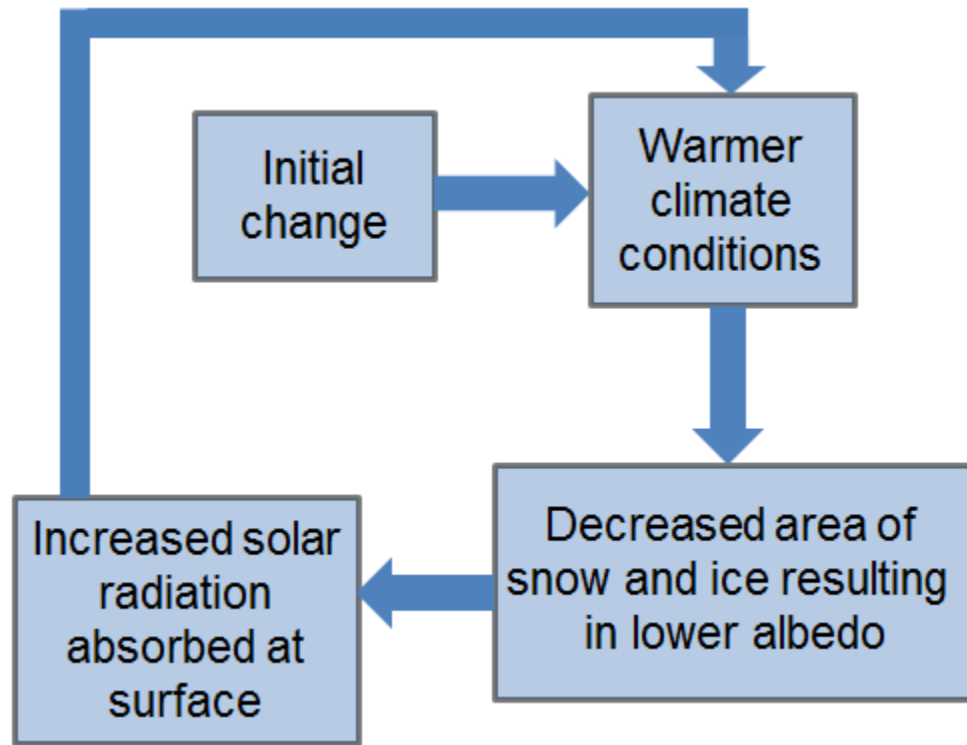 Initial
change
Warmer
climate
conditions
Decreased area of
snow and ice resulting
in lower albedo
Increased solar
radiation
absorbed at
surface